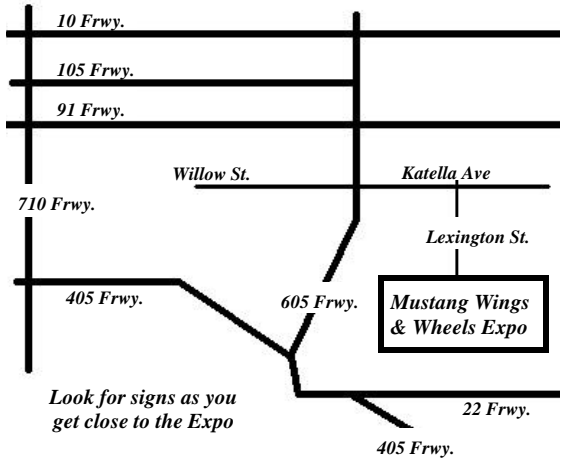 10 Frwy.
105 Frwy.
91 Frwy.
Willow St.
Katella Ave
710 Frwy.
Lexington St.
405 Frwy.
605 Frwy.
Mustang Wings
& Wheels Expo
Look for signs as you
get close to the Expo
22 Frwy.
405 Frwy.